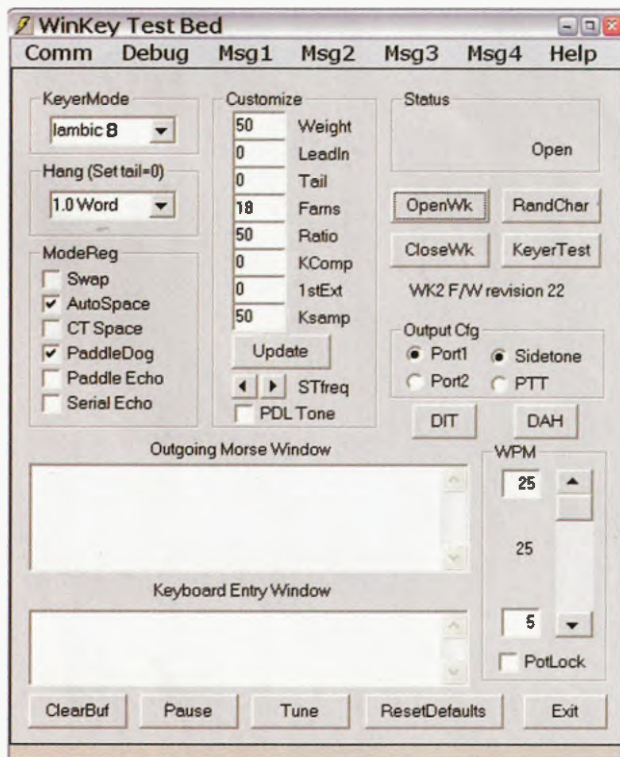 WinKey Test Bed
Comm Debug Msg1 Msg2 Msg3 Msg4 Help
KeyerMode
Iambic 8
Hang (Set tail=0)
1.0 Word
ModeReg
Swap
AutoSpace
CT Space
PaddleDog
Paddle Echo
Serial Echo
Customize
50 Weight
0 LeadIn
0 Tail
18 Farns
50 Ratio
0 KComp
0 1stExt
50 Ksamp
Update
STfreq
PDL Tone
Status
Open
OpenWk RandChar
CloseWk KeyerTest
WK2 F/W revision 22
Output Cfg
Port1 Sidetone
Port2 PTT
DIT DAH
Outgoing Morse Window
WPM
25
25
5
PotLock
Keyboard Entry Window
ClearBuf Pause Tune ResetDefaults Exit